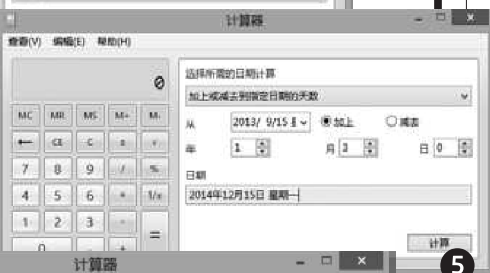 计算器
查看(V) 编辑(E) 帮助(H)
0
选择所需的日期计算
加上或减去到指定日期的天数
从 2013/ 9/15 加上 减去
年 1 月 3 日 0
日期
2014年12月15日 星期一
计算
MC MR MS M+ M-
← CE C
7 8 9 / %
4 5 6 * 1/x
1 2 3 - =
0 . +
计算器
5